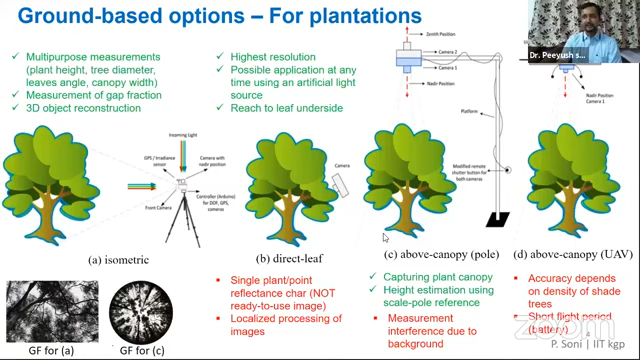 Ground-based options – For plantations
Dr. Peeyush s...
✓ Multipurpose measurements
(plant height, tree diameter,
leaves angle, canopy width)
✓ Measurement of gap fraction
✓ 3D object reconstruction
✓ Highest resolution
✓ Possible application at any
time using an artificial light
source
✓ Reach to leaf underside
Zenith Position
Camera 2
Camera 1
Nadir Position
Platform
Modified remote
shutter button for
both cameras
Nadir Position
Camera 1
Incoming Light
GPS / Irradiance
sensor
Camera with
nadir position
Controller (Arduino)
for DOF, GPS,
cameras
Front Camera
Camera
(a) isometric
(b) direct-leaf
(c) above-canopy (pole)
(d) above-canopy (UAV)
GF for (a)
GF for (c)
▪ Single plant/point
reflectance char (NOT
ready-to-use image)
▪ Localized processing of
images
✓ Capturing plant canopy
✓ Height estimation using
scale-pole reference
▪ Measurement
interference due to
background
▪ Accuracy depends
on density of shade
trees
▪ Short flight period
(battery)
zoom
4
P. Soni | IIT kgp